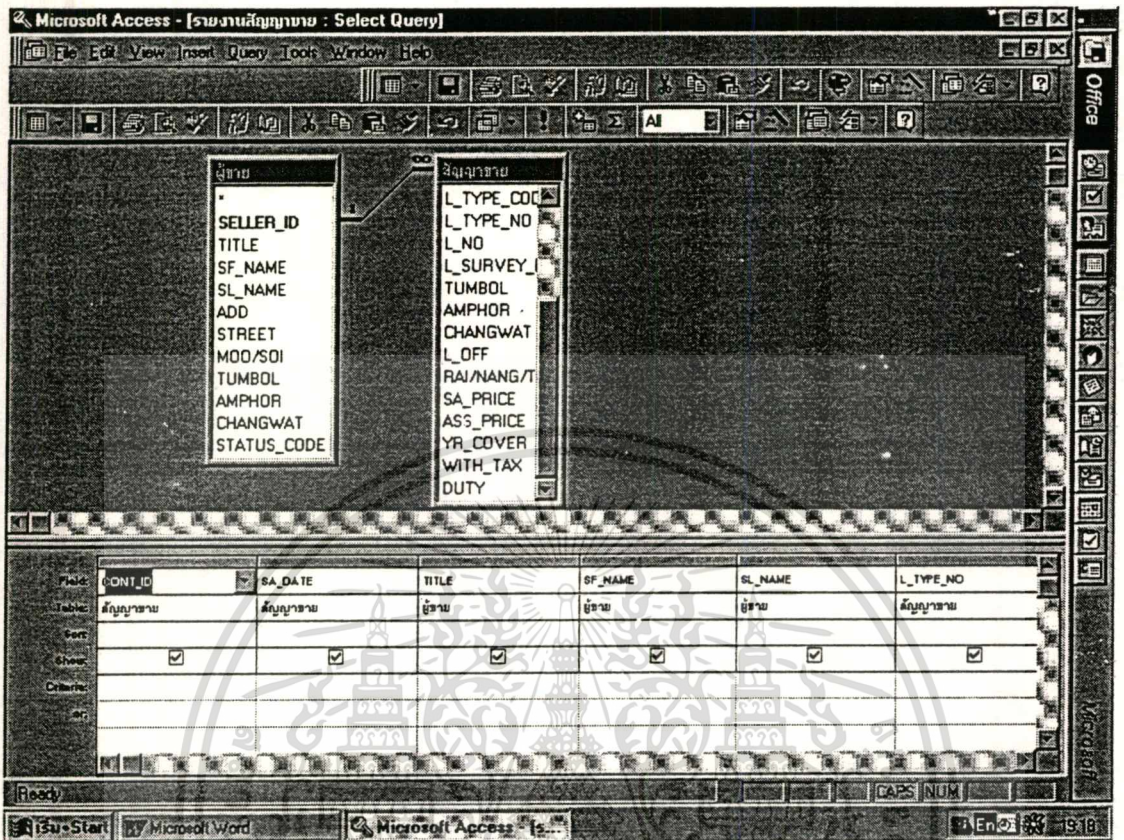 Microsoft Access - [รายงานสัญญาขาย : Select Query]
File Edit View Insert Query Tools Window Help
Office
All
ผู้ขาย
*
SELLER_ID
TITLE
SF_NAME
SL_NAME
ADD
STREET
MOO/SOI
TUMBOL
AMPHOR
CHANGWAT
STATUS_CODE
1
∞
สัญญาขาย
L_TYPE_COD
L_TYPE_NO
L_NO
L_SURVEY_
TUMBOL
AMPHOR
CHANGWAT
L_OFF
RAI/NANG/T
SA_PRICE
ASS_PRICE
YR_COVER
WITH_TAX
DUTY
Field: CONT_ID SA_DATE TITLE SF_NAME SL_NAME L_TYPE_NO
Table: สัญญาขาย สัญญาขาย ผู้ขาย ผู้ขาย ผู้ขาย สัญญาขาย
Sort:
Show:
Criteria:
or:
Microsoft
Ready CAPS NUM
เริ่ม-Start Microsoft Word Microsoft Access - [ร... En 19:18